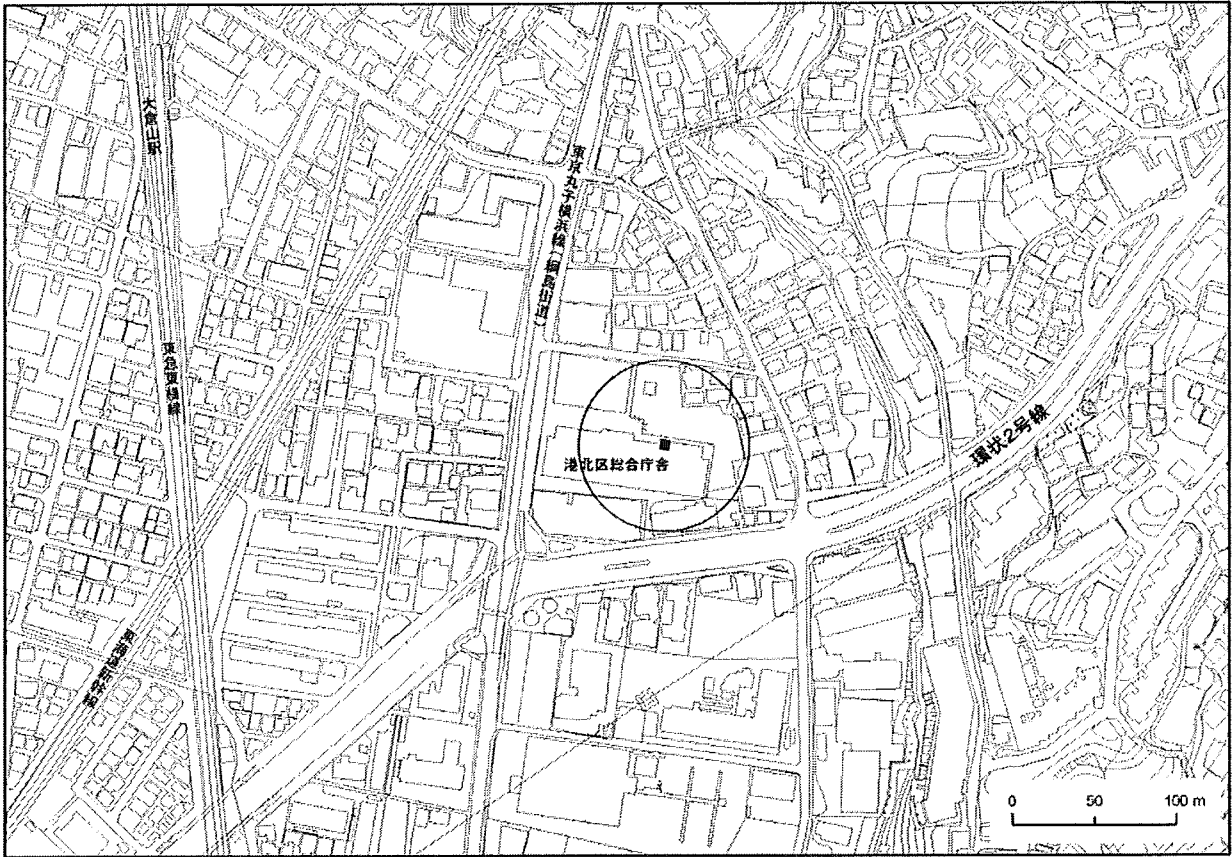 大倉山駅
東京丸子横浜線(綱島街道)
東急東横線
港北区総合庁舎
環状2号線
東海道新幹線
0 50 100 m